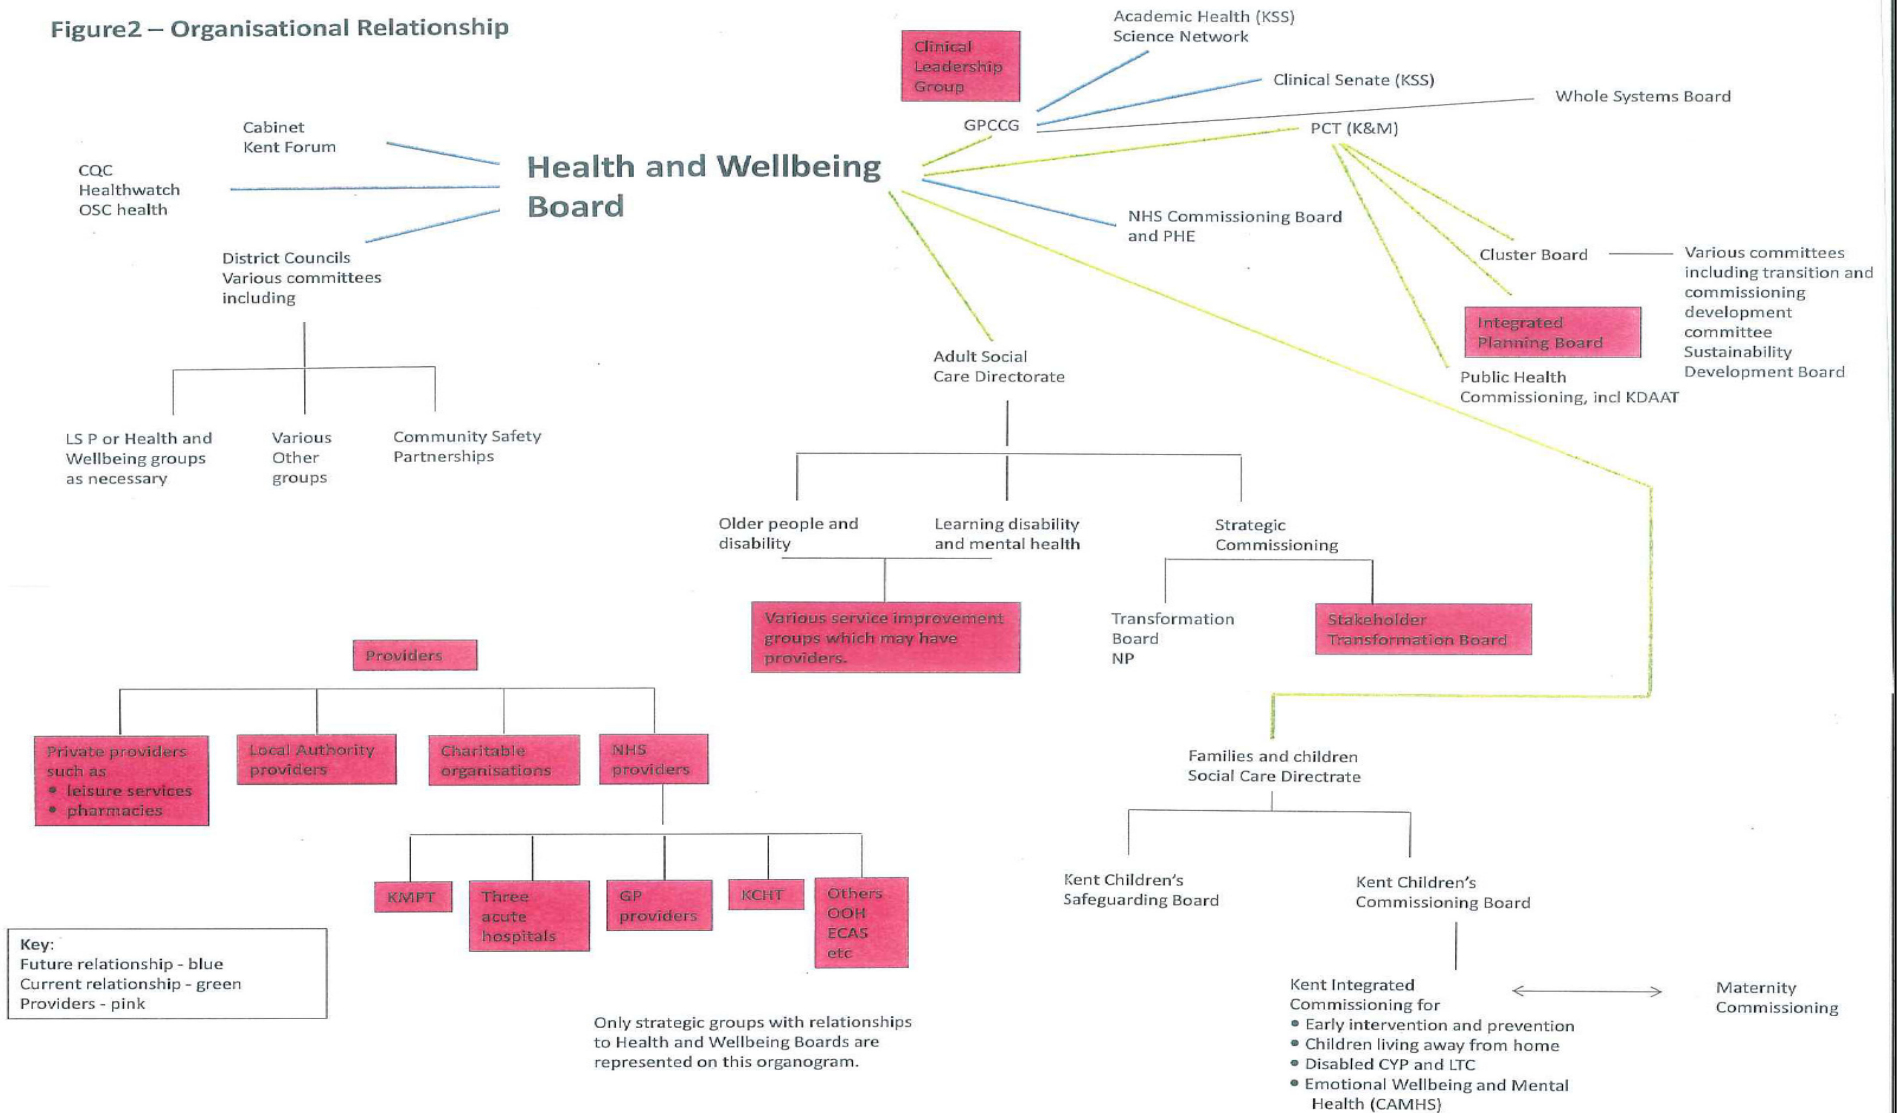 Figure2 – Organisational Relationship
Clinical
Leadership
Group
Academic Health (KSS)
Science Network
Clinical Senate (KSS)
Whole Systems Board
GPCCG
PCT (K&M)
Cabinet
Kent Forum
CQC
Healthwatch
OSC health
Health and Wellbeing
Board
NHS Commissioning Board
and PHE
District Councils
Various committees
including
Cluster Board
Various committees
including transition and
commissioning
development
committee
Sustainability
Development Board
Integrated
Planning Board
Public Health
Commissioning, incl KDAAT
Adult Social
Care Directorate
LS P or Health and
Wellbeing groups
as necessary
Various
Other
groups
Community Safety
Partnerships
Older people and
disability
Learning disability
and mental health
Strategic
Commissioning
Various service improvement
groups which may have
providers.
Transformation
Board
NP
Stakeholder
Transformation Board
Providers
Private providers
such as
• leisure services
• pharmacies
Local Authority
providers
Charitable
organisations
NHS
providers
Families and children
Social Care Directrate
KMPT
Three
acute
hospitals
GP
providers
KCHT
Others
OOH
ECAS
etc
Kent Children's
Safeguarding Board
Kent Children's
Commissioning Board
Key:
Future relationship - blue
Current relationship - green
Providers - pink
Only strategic groups with relationships
to Health and Wellbeing Boards are
represented on this organogram.
Kent Integrated
Commissioning for
• Early intervention and prevention
• Children living away from home
• Disabled CYP and LTC
• Emotional Wellbeing and Mental
Health (CAMHS)
Maternity
Commissioning